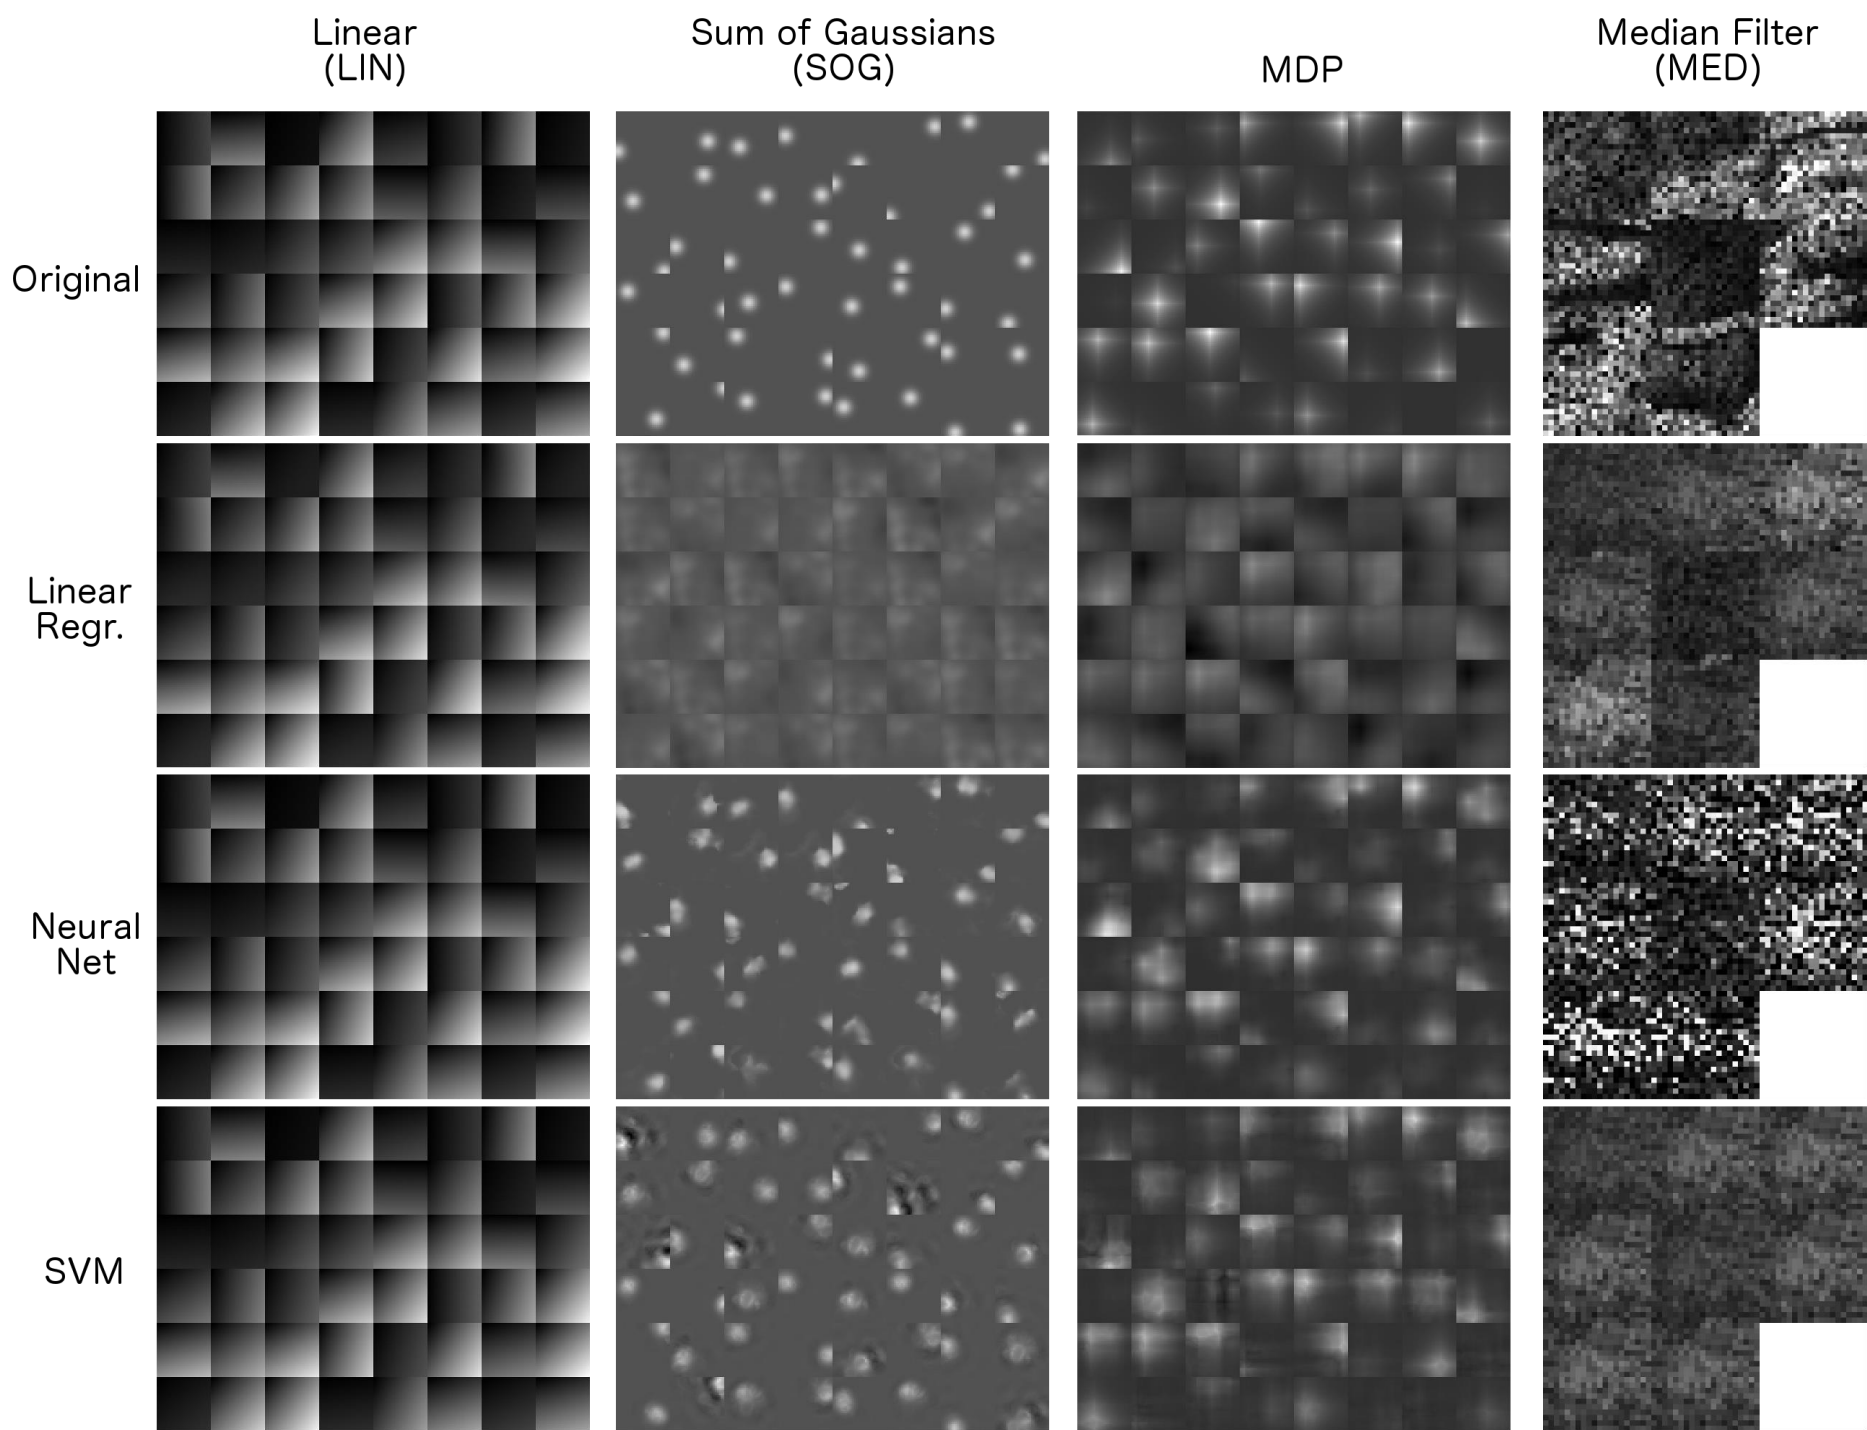 Linear
(LIN)
Sum of Gaussians
(SOG)
MDP
Median Filter
(MED)
Original
Linear
Regr.
Neural
Net
SVM